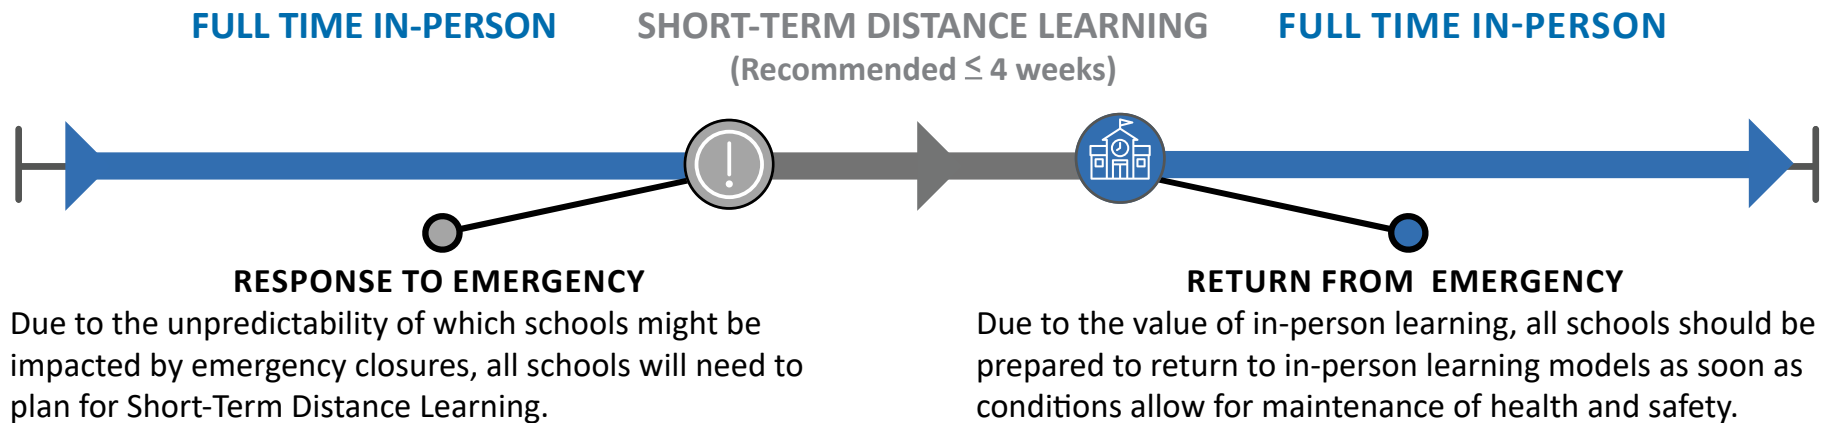 FULL TIME IN-PERSON
SHORT-TERM DISTANCE LEARNING
(Recommended ≤ 4 weeks)
FULL TIME IN-PERSON
RESPONSE TO EMERGENCY
Due to the unpredictability of which schools might be
impacted by emergency closures, all schools will need to
plan for Short-Term Distance Learning.
RETURN FROM EMERGENCY
Due to the value of in-person learning, all schools should be
prepared to return to in-person learning models as soon as
conditions allow for maintenance of health and safety.